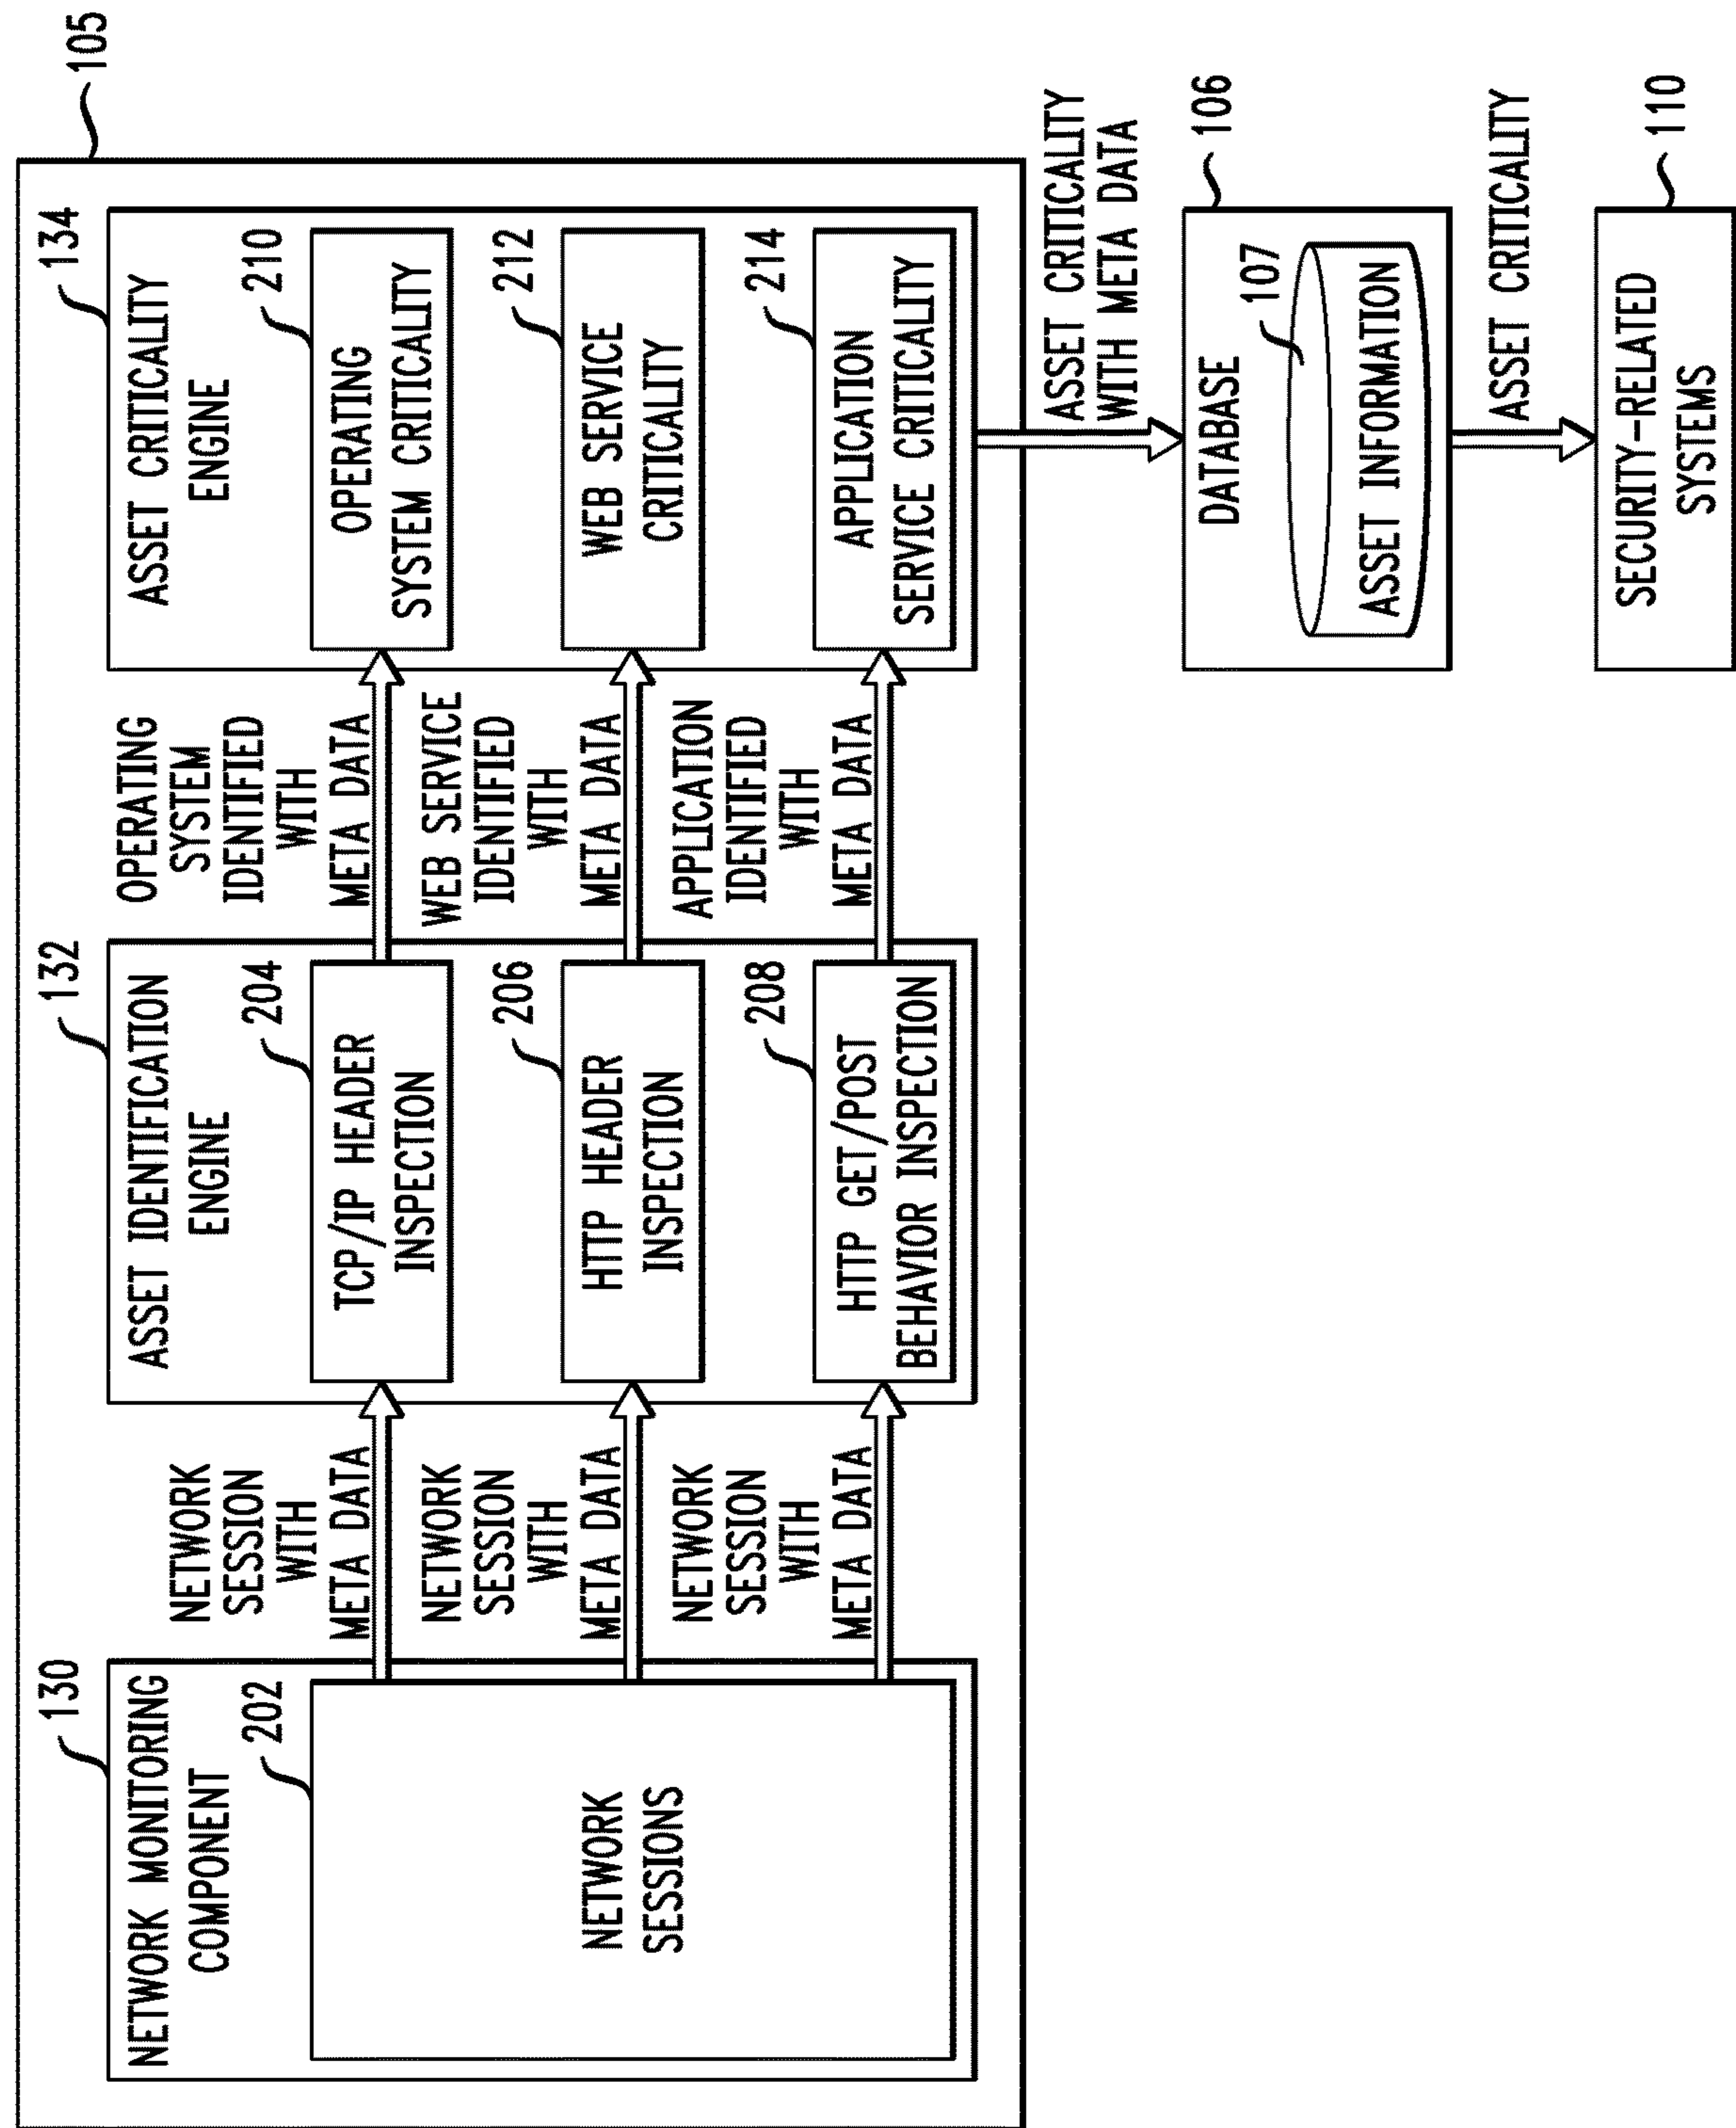 105
130
NETWORK MONITORING
COMPONENT
202
NETWORK
SESSIONS
NETWORK
SESSION
WITH
META DATA
NETWORK
SESSION
WITH
META DATA
NETWORK
SESSION
WITH
META DATA
132
ASSET IDENTIFICATION
ENGINE
204
TCP/IP HEADER
INSPECTION
206
HTTP HEADER
INSPECTION
208
HTTP GET/POST
BEHAVIOR INSPECTION
OPERATING
SYSTEM
IDENTIFIED
WITH
META DATA
WEB SERVICE
IDENTIFIED
WITH
META DATA
APPLICATION
IDENTIFIED
WITH
META DATA
134
ASSET CRITICALITY
ENGINE
210
OPERATING
SYSTEM CRITICALITY
212
WEB SERVICE
CRITICALITY
214
APPLICATION
SERVICE CRITICALITY
ASSET CRITICALITY
WITH META DATA
106
DATABASE
107
ASSET INFORMATION
ASSET CRITICALITY
110
SECURITY-RELATED
SYSTEMS